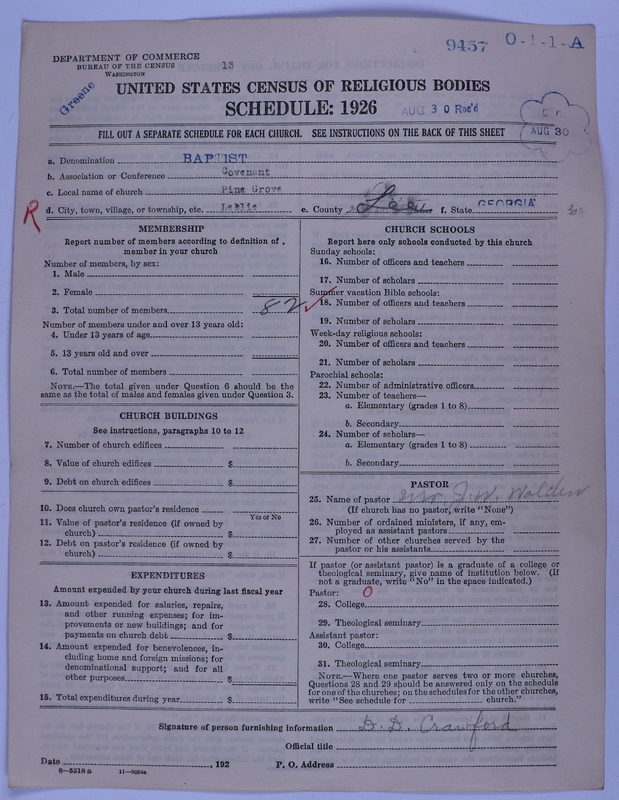 9457 O-1-1-A
DEPARTMENT OF COMMERCE
BUREAU OF THE CENSUS
WASHINGTON
13
Greene
UNITED STATES CENSUS OF RELIGIOUS BODIES
SCHEDULE: 1926
AUG 30 Rec'd
AUG 30
FILL OUT A SEPARATE SCHEDULE FOR EACH CHURCH. SEE INSTRUCTIONS ON THE BACK OF THIS SHEET
a. Denomination BAPTIST
b. Association or Conference Covenant
c. Local name of church Pine Grove
R d. City, town, village, or township, etc. Leslie e. County Lee f. State GEORGIA
MEMBERSHIP
Report number of members according to definition of member in your church
Number of members, by sex:
1. Male
2. Female
3. Total number of members 82
Number of members under and over 13 years old:
4. Under 13 years of age
5. 13 years old and over
6. Total number of members
NOTE.—The total given under Question 6 should be the
same as the total of males and females given under Question 3.
CHURCH BUILDINGS
See instructions, paragraphs 10 to 12
7. Number of church edifices
8. Value of church edifices $
9. Debt on church edifices $
10. Does church own pastor's residence
Yes or No
11. Value of pastor's residence (if owned by
church) $
12. Debt on pastor's residence (if owned by
church) $
EXPENDITURES
Amount expended by your church during last fiscal year
13. Amount expended for salaries, repairs,
and other running expenses; for im-
provements or new buildings; and for
payments on church debt $
14. Amount expended for benevolences, in-
cluding home and foreign missions; for
denominational support; and for all
other purposes $
15. Total expenditures during year $
CHURCH SCHOOLS
Report here only schools conducted by this church
Sunday schools:
16. Number of officers and teachers
17. Number of scholars
Summer vacation Bible schools:
18. Number of officers and teachers
19. Number of scholars
Week-day religious schools:
20. Number of officers and teachers
21. Number of scholars
Parochial schools:
22. Number of administrative officers
23. Number of teachers—
a. Elementary (grades 1 to 8)
b. Secondary
24. Number of scholars—
a. Elementary (grades 1 to 8)
b. Secondary
PASTOR
25. Name of pastor J. W. Walden
(If church has no pastor, write "None")
26. Number of ordained ministers, if any, em-
ployed as assistant pastors
27. Number of other churches served by the
pastor or his assistants
If pastor (or assistant pastor) is a graduate of a college or
theological seminary, give name of institution below. (If
not a graduate, write "No" in the space indicated.)
Pastor: O
28. College
29. Theological seminary
Assistant pastor:
30. College
31. Theological seminary
NOTE.—Where one pastor serves two or more churches,
Questions 28 and 29 should be answered only on the schedule
for one of the churches; on the schedules for the other churches,
write "See schedule for church."
Signature of person furnishing information D. D. Crawford
Official title
Date , 192 P. O. Address
8—5318a 11—9054a